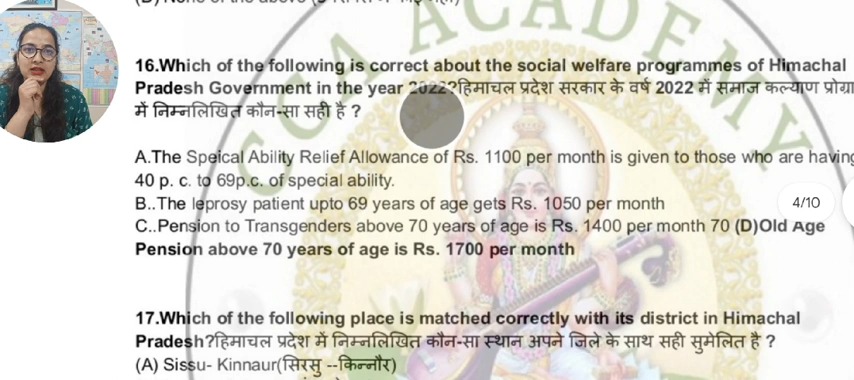 16.Which of the following is correct about the social welfare programmes of Himachal
Pradesh Government in the year 2022?हिमाचल प्रदेश सरकार के वर्ष 2022 में समाज कल्याण प्रोग्रा
में निम्नलिखित कौन-सा सही है ?
A.The Speical Ability Relief Allowance of Rs. 1100 per month is given to those who are having
40 p. c. to 69p.c. of special ability.
B..The leprosy patient upto 69 years of age gets Rs. 1050 per month
4/10
C..Pension to Transgenders above 70 years of age is Rs. 1400 per month 70 (D)Old Age
Pension above 70 years of age is Rs. 1700 per month
17.Which of the following place is matched correctly with its district in Himachal
Pradesh?हिमाचल प्रदेश में निम्नलिखित कौन-सा स्थान अपने जिले के साथ सही सुमेलित है ?
(A) Sissu- Kinnaur(सिरसु --किन्नौर)
CGA ACADEMY